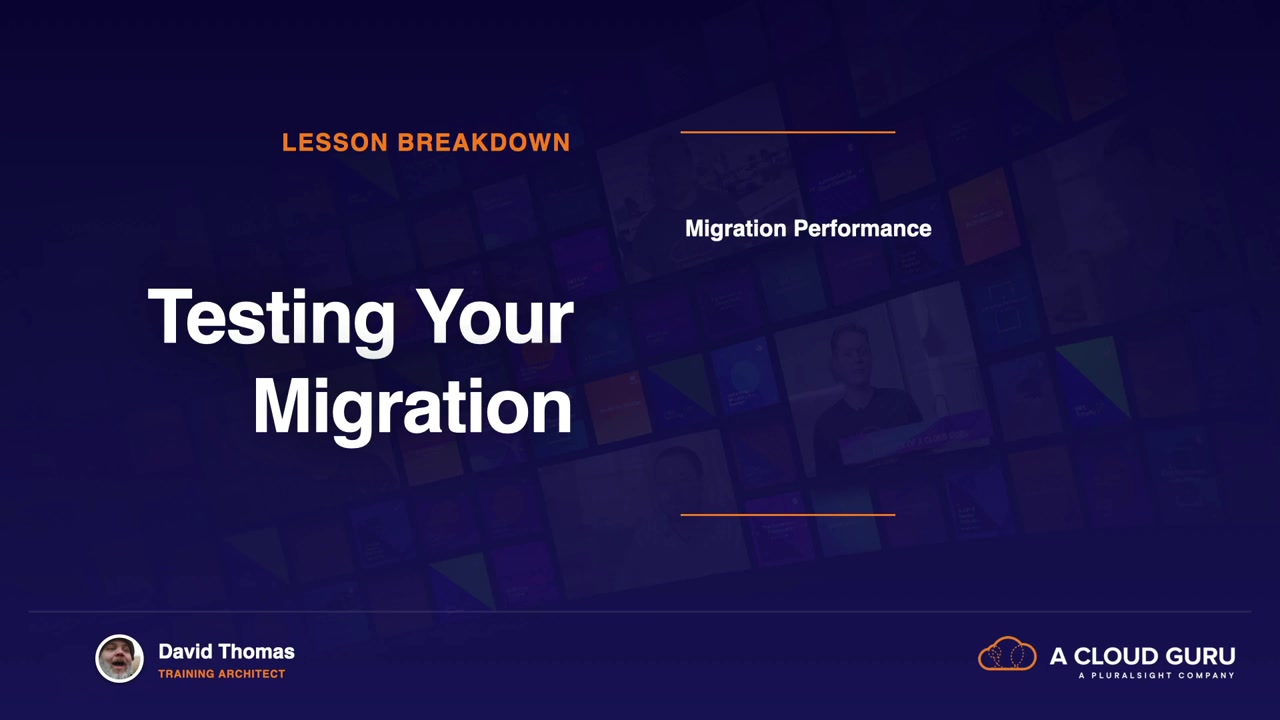 LESSON BREAKDOWN
Testing Your
Migration
Migration Performance
David Thomas
TRAINING ARCHITECT
A CLOUD GURU
A PLURALSIGHT COMPANY